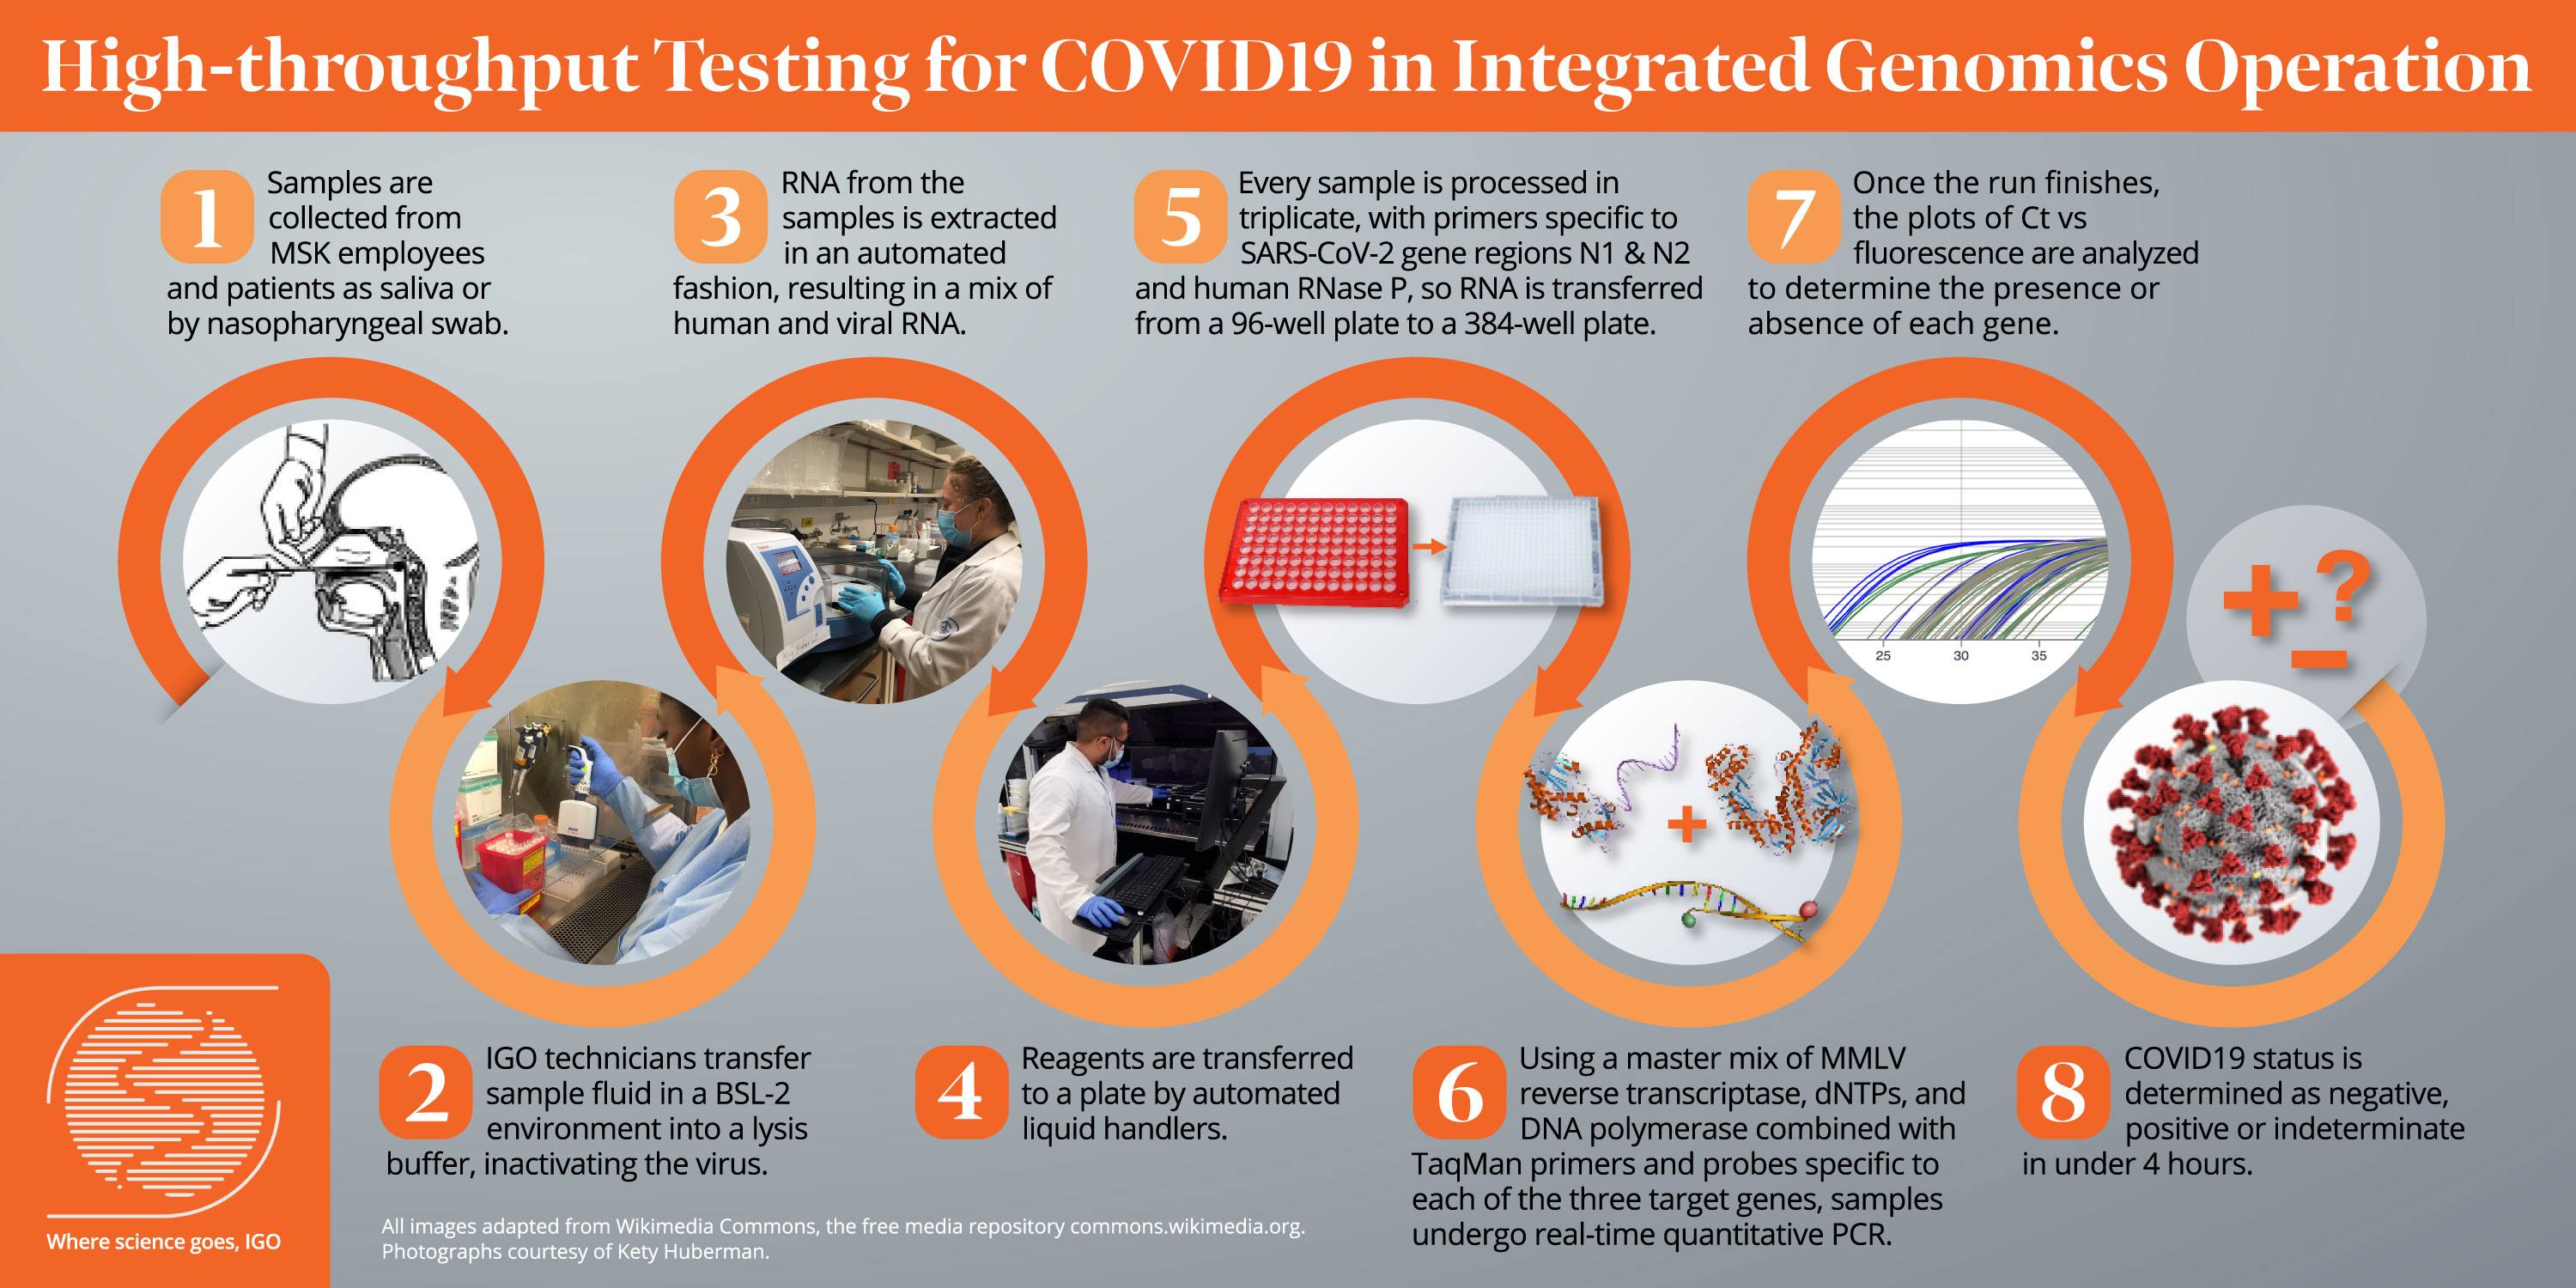 High-throughput Testing for COVID19 in Integrated Genomics Operation
1
Samples are
collected from
MSK employees
and patients as saliva or
by nasopharyngeal swab.
3
RNA from the
samples is extracted
in an automated
fashion, resulting in a mix of
human and viral RNA.
5
Every sample is processed in
triplicate, with primers specific to
SARS-CoV-2 gene regions N1 & N2
and human RNase P, so RNA is transferred
from a 96-well plate to a 384-well plate.
7
Once the run finishes,
the plots of Ct vs
fluorescence are analyzed
to determine the presence or
absence of each gene.
25 30 35
+ ?
−
+
2
IGO technicians transfer
sample fluid in a BSL-2
environment into a lysis
buffer, inactivating the virus.
4
Reagents are transferred
to a plate by automated
liquid handlers.
6
Using a master mix of MMLV
reverse transcriptase, dNTPs, and
DNA polymerase combined with
TaqMan primers and probes specific to
each of the three target genes, samples
undergo real-time quantitative PCR.
8
COVID19 status is
determined as negative,
positive or indeterminate
in under 4 hours.
Where science goes, IGO
All images adapted from Wikimedia Commons, the free media repository commons.wikimedia.org.
Photographs courtesy of Kety Huberman.